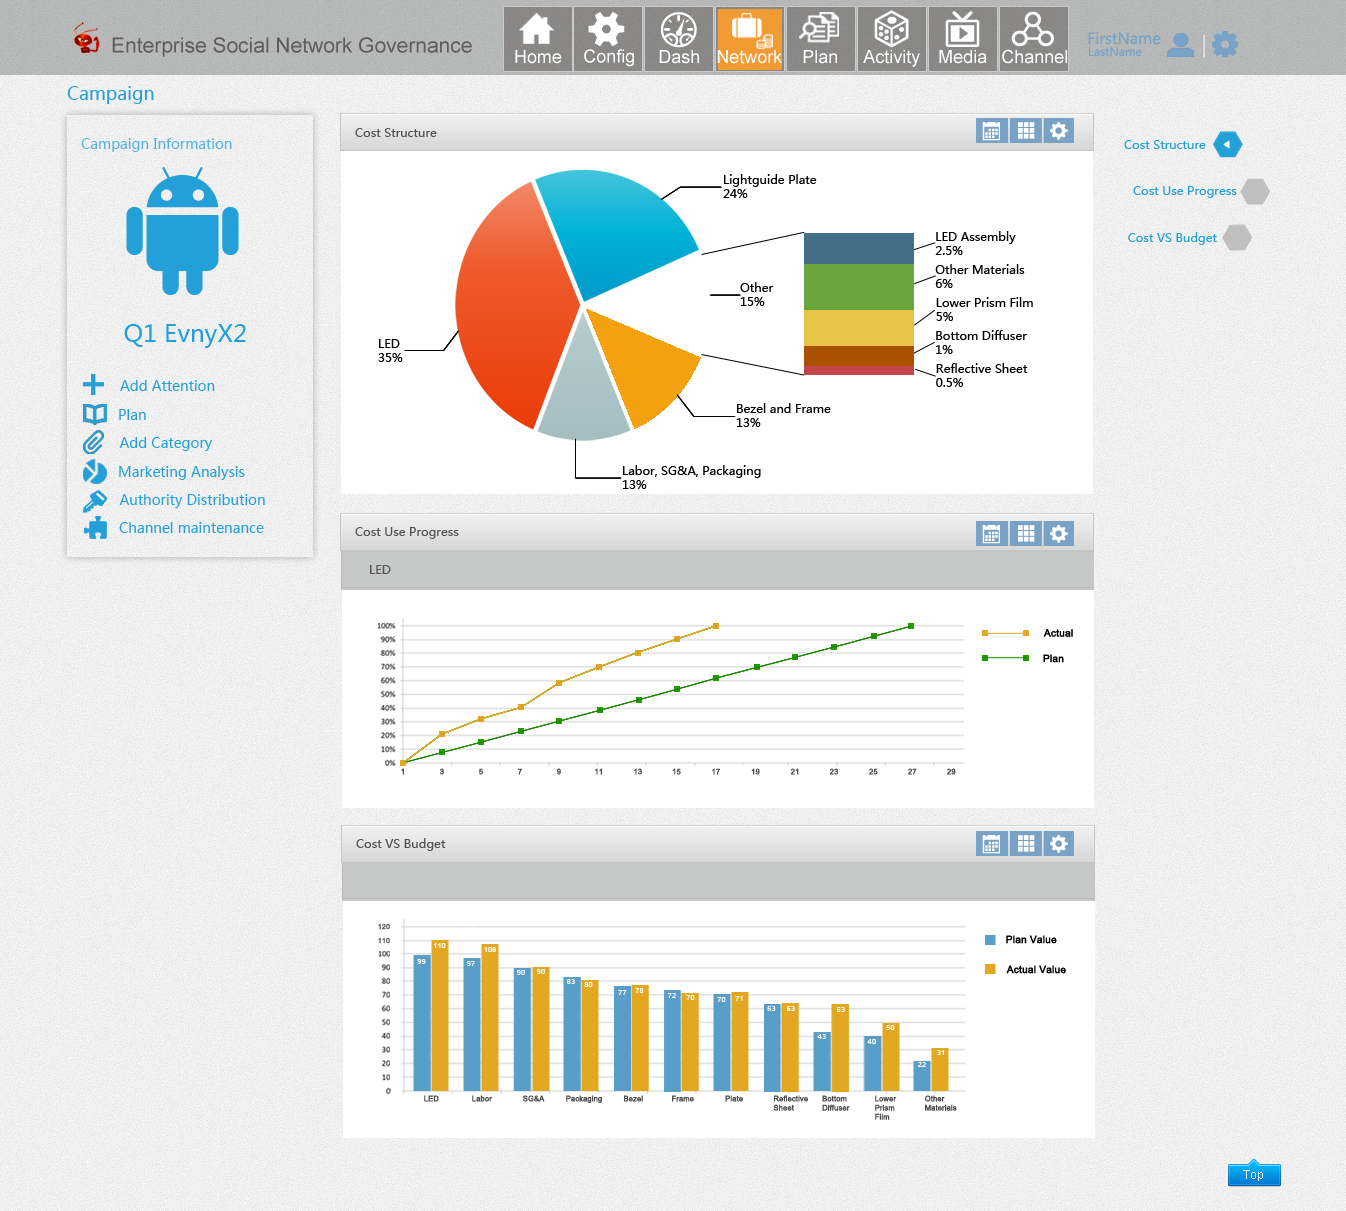 Enterprise Social Network Governance
Home
Config
Dash
Network
Plan
Activity
Media
Channel
FirstName
LastName
Campaign
Campaign Information
Q1 EvnyX2
Add Attention
Plan
Add Category
Marketing Analysis
Authority Distribution
Channel maintenance
Cost Structure
Lightguide Plate
24%
Other
15%
LED
35%
Bezel and Frame
13%
Labor, SG&A, Packaging
13%
LED Assembly
2.5%
Other Materials
6%
Lower Prism Film
5%
Bottom Diffuser
1%
Reflective Sheet
0.5%
Cost Structure
Cost Use Progress
Cost VS Budget
Cost Use Progress
LED
100%
90%
80%
70%
60%
50%
40%
30%
20%
10%
0%
1 3 5 7 9 11 13 15 17 19 21 23 25 27 29
Actual
Plan
Cost VS Budget
120
110
100
90
80
70
60
50
40
30
20
10
0
99 110 97 108 90 90 83 80 77 78 72 70 70 71 63 63 43 63 40 50 22 31
LED Labor SG&A Packaging Bezel Frame Plate
Reflective
Sheet
Bottom
Diffuser
Lower
Prism
Film
Other
Materials
Plan Value
Actual Value
Top